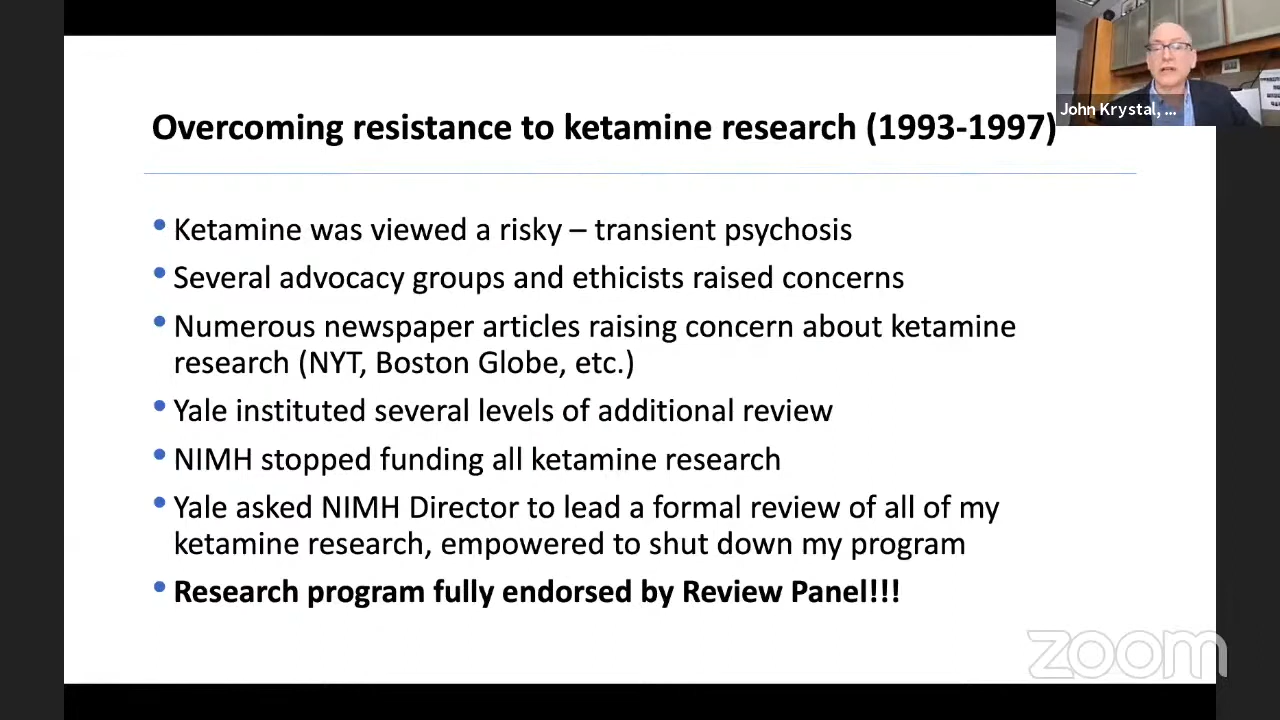 Overcoming resistance to ketamine research (1993-1997)
John Krystal, ...
• Ketamine was viewed a risky – transient psychosis
• Several advocacy groups and ethicists raised concerns
• Numerous newspaper articles raising concern about ketamine
research (NYT, Boston Globe, etc.)
• Yale instituted several levels of additional review
• NIMH stopped funding all ketamine research
• Yale asked NIMH Director to lead a formal review of all of my
ketamine research, empowered to shut down my program
• Research program fully endorsed by Review Panel!!!
zoom